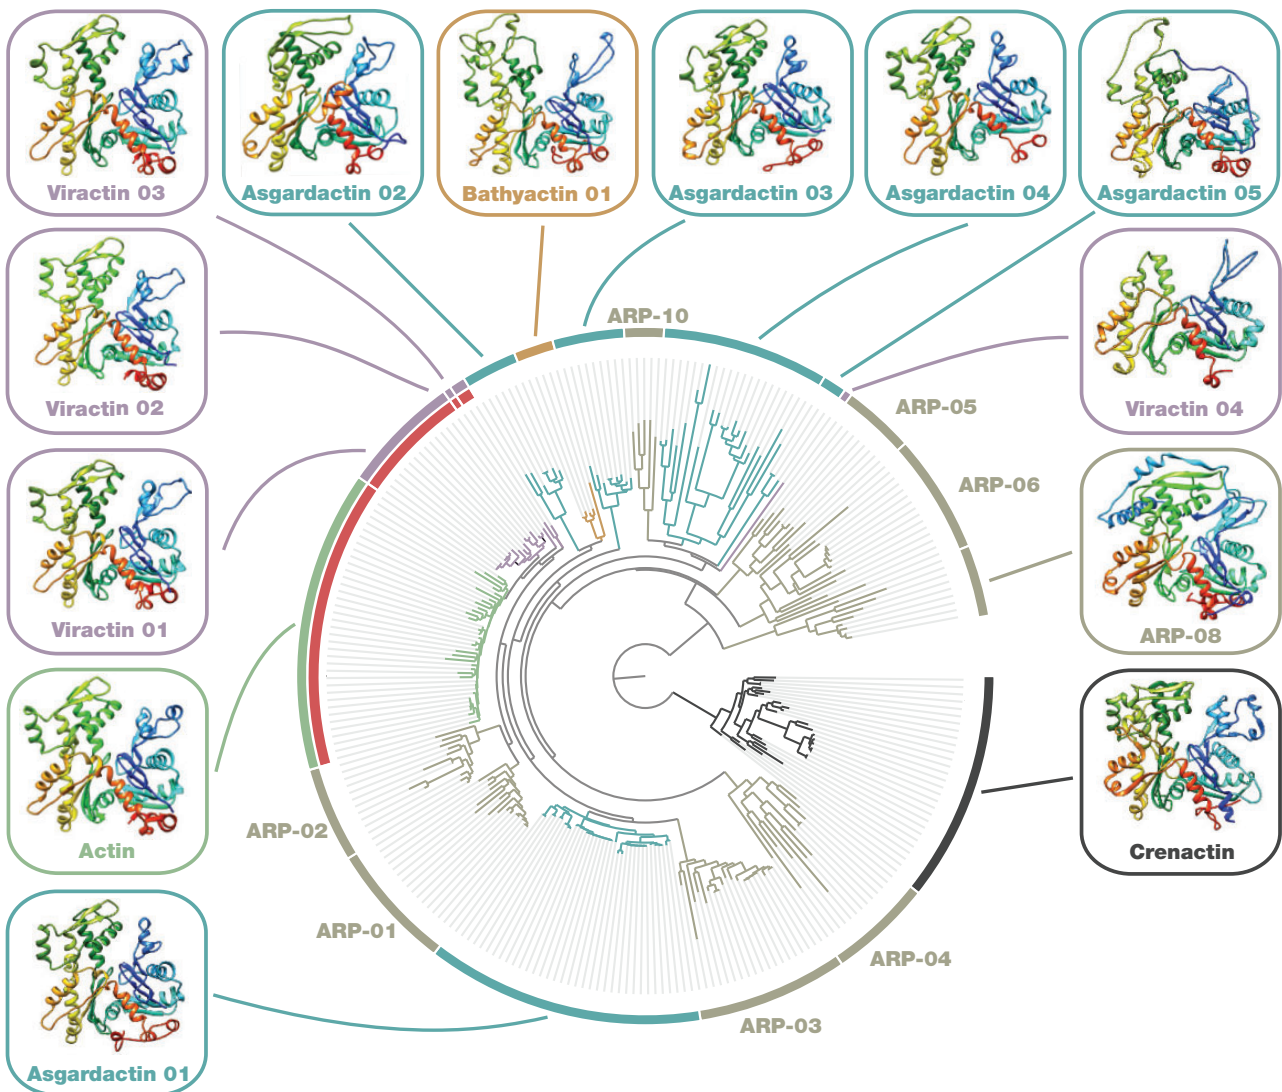 Viractin 03
Asgardactin 02
Bathyactin 01
Asgardactin 03
Asgardactin 04
Asgardactin 05
Viractin 02
ARP-10
Viractin 04
ARP-05
ARP-06
Viractin 01
ARP-08
Actin
Crenactin
ARP-02
ARP-01
ARP-04
ARP-03
Asgardactin 01